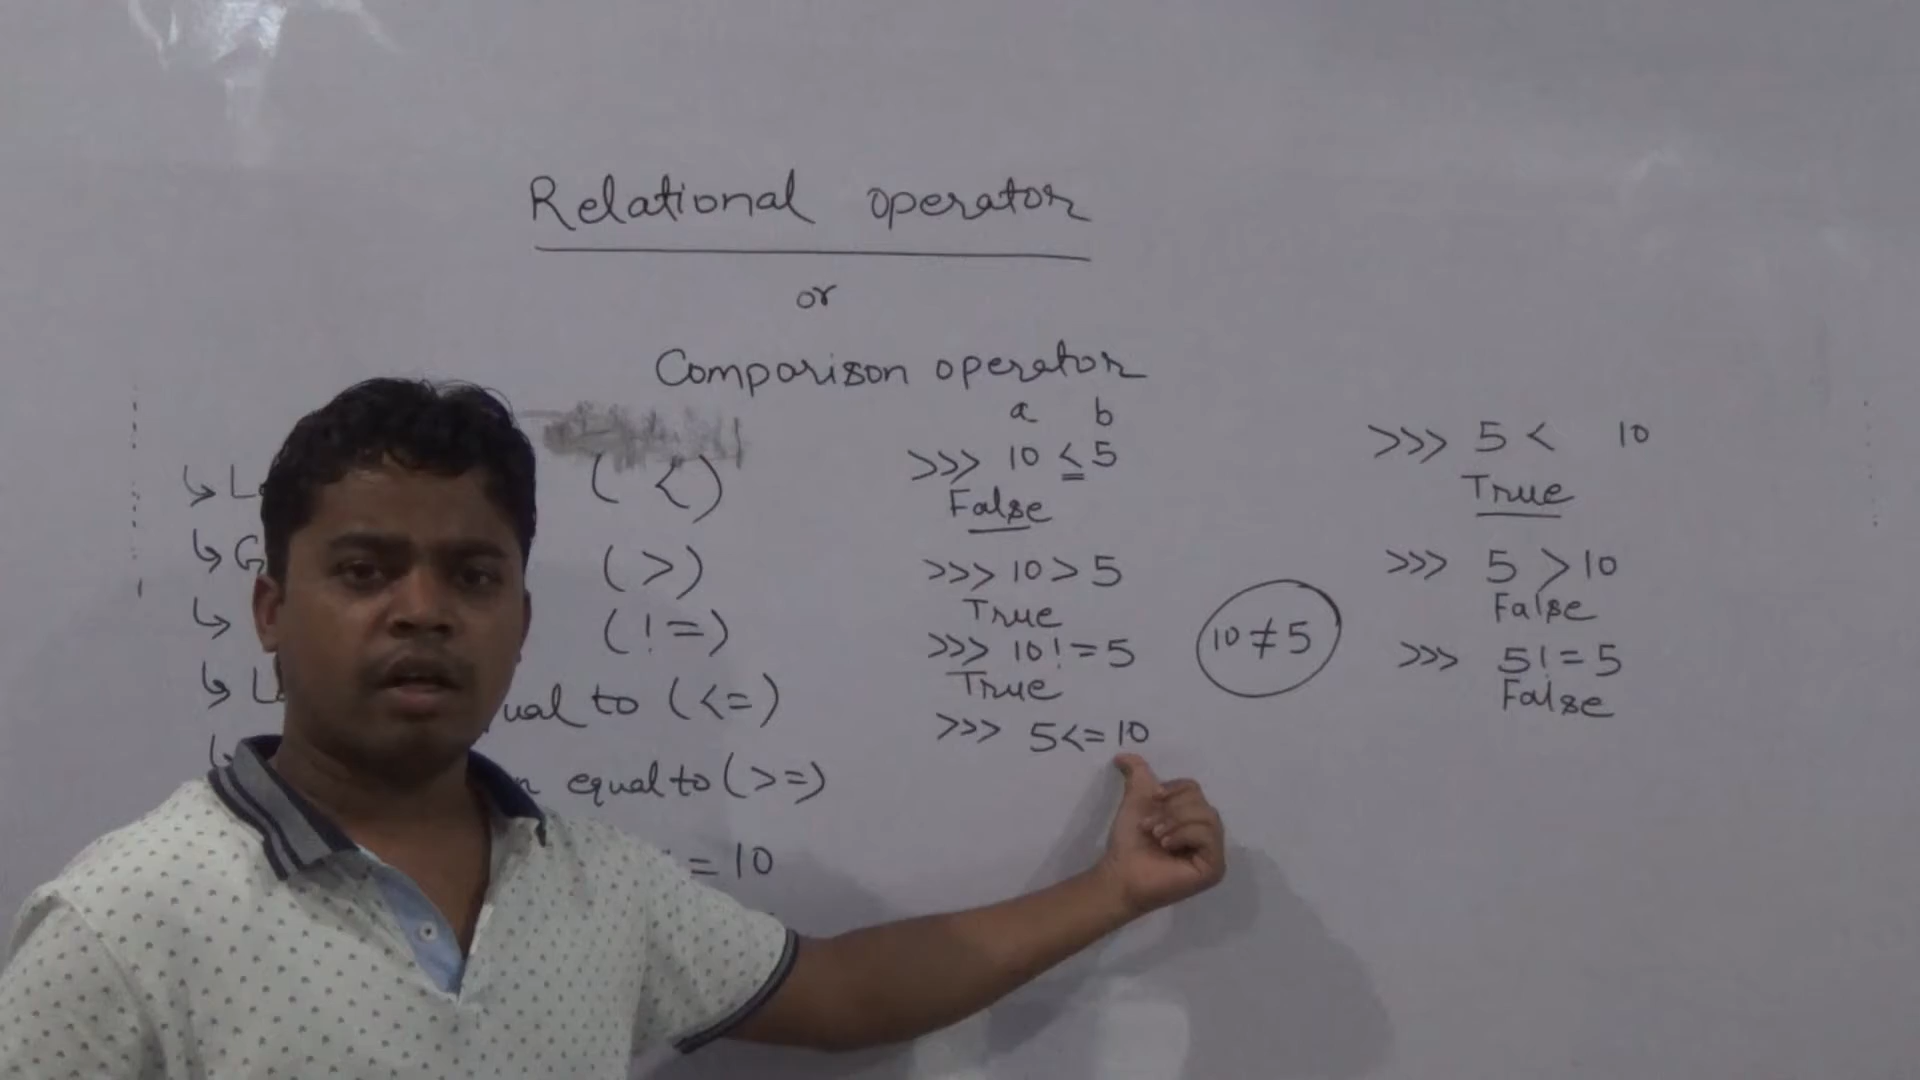 Relational operator
or
Comparison operator
a b
(<)
(>)
(!=)
to (<=)
equal to (>=)
= 10
>>> 10 < 5
False
>>> 10 > 5
True
>>> 10!=5
True
>>> 5<=10
10 ≠ 5
>>> 5 < 10
True
>>> 5 >10
False
>>> 5!=5
False